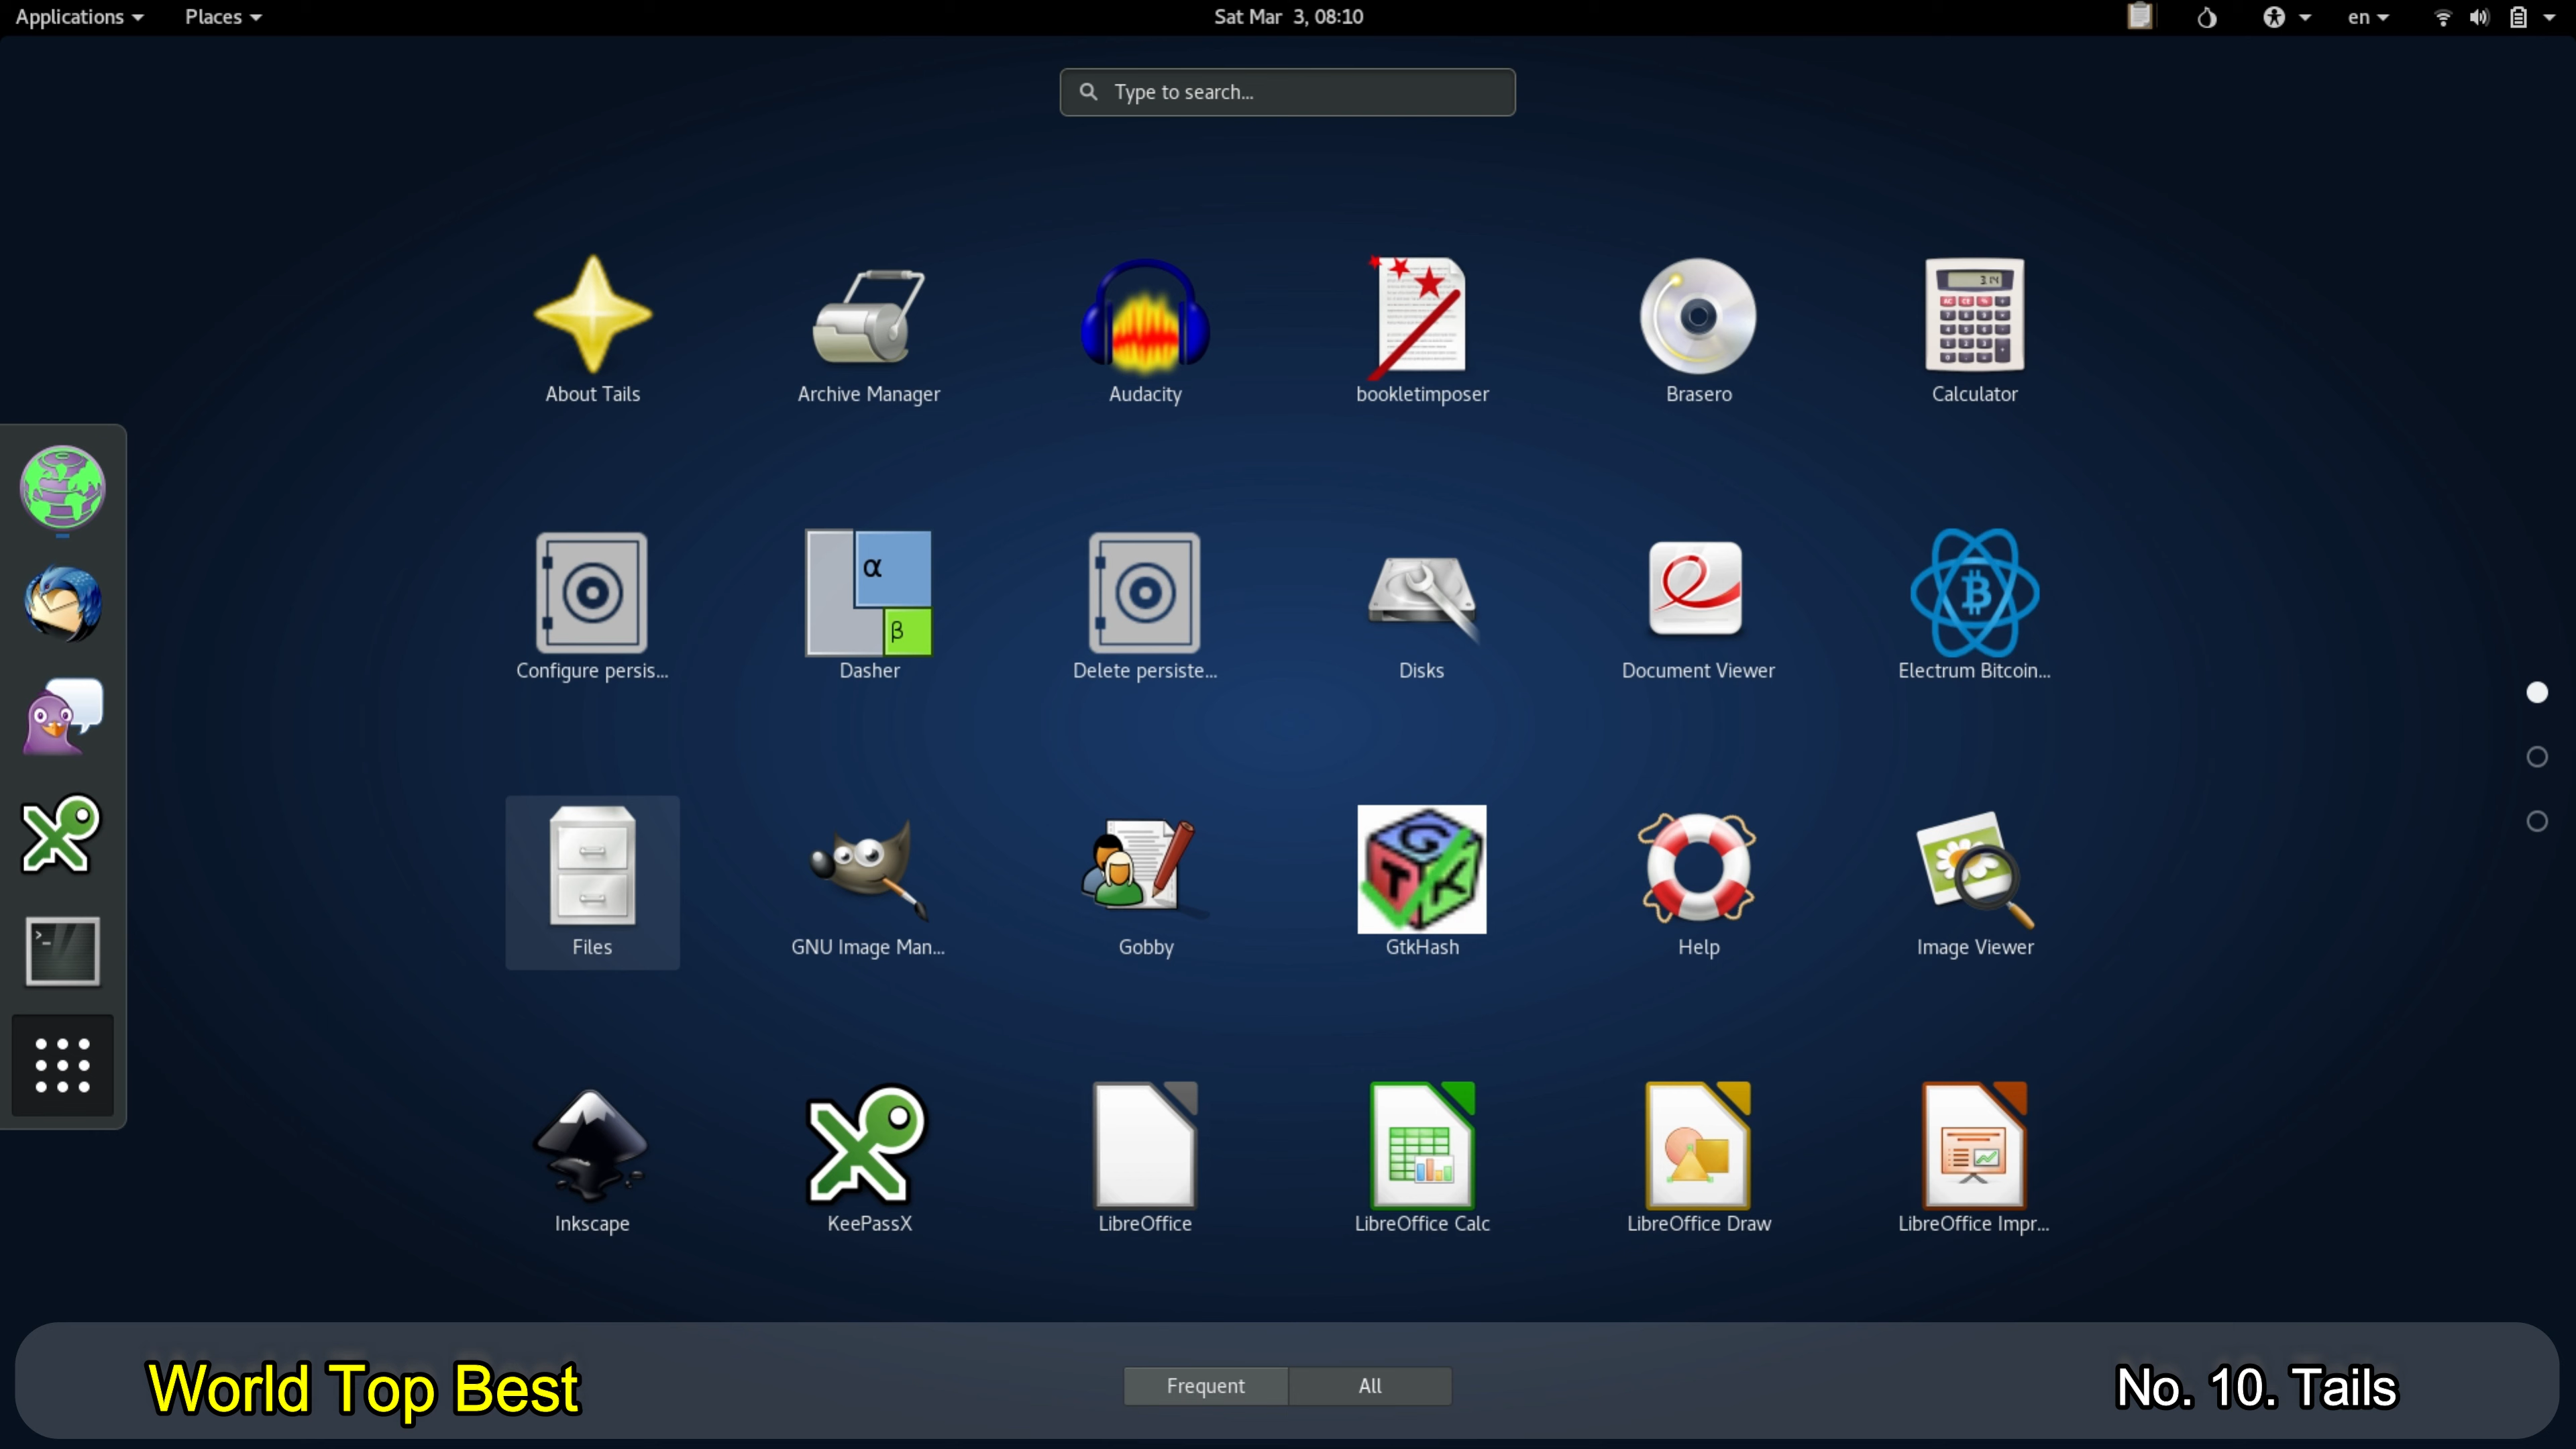 Applications Places Sat Mar 3, 08:10 en
Type to search...
About Tails Archive Manager Audacity bookletimposer Brasero Calculator
3.14
α
β
Configure persis... Dasher Delete persiste... Disks Document Viewer Electrum Bitcoin...
Files GNU Image Man... Gobby GtkHash Help Image Viewer
G
T K
>_
Inkscape KeePassX LibreOffice LibreOffice Calc LibreOffice Draw LibreOffice Impr...
World Top Best Frequent All No. 10. Tails